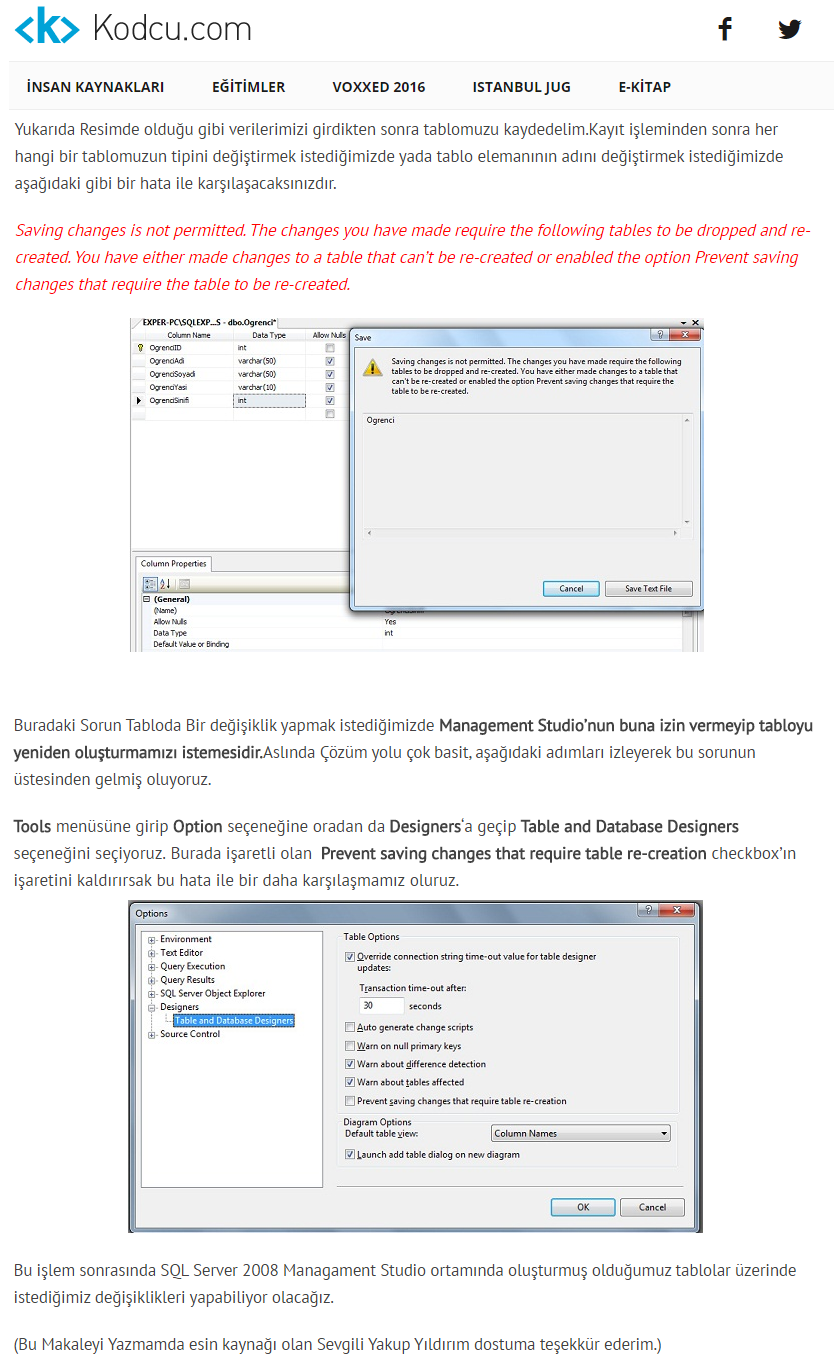 <k> Kodcu.com
İNSAN KAYNAKLARI EĞİTİMLER VOXXED 2016 ISTANBUL JUG E-KİTAP
Yukarıda Resimde olduğu gibi verilerimizi girdikten sonra tablomuzu kaydedelim.Kayıt işleminden sonra her
hangi bir tablomuzun tipini değiştirmek istediğimizde yada tablo elemanının adını değiştirmek istediğimizde
aşağıdaki gibi bir hata ile karşılaşacaksınızdır.
Saving changes is not permitted. The changes you have made require the following tables to be dropped and re-
created. You have either made changes to a table that can't be re-created or enabled the option Prevent saving
changes that require the table to be re-created.
EXPER-PC\SQLEXP...S - dbo.Ogrenci*
Column Name Data Type Allow Nulls
OgrenciID int
OgrenciAdi varchar(50)
OgrenciSoyadi varchar(50)
OgrenciYasi varchar(10)
OgrenciSinifi int
Save
Saving changes is not permitted. The changes you have made require the following
tables to be dropped and re-created. You have either made changes to a table that
can't be re-created or enabled the option Prevent saving changes that require the
table to be re-created.
Ogrenci
Cancel Save Text File
Column Properties
(General)
(Name)
Allow Nulls Yes
Data Type int
Default Value or Binding
Buradaki Sorun Tabloda Bir değişiklik yapmak istediğimizde Management Studio'nun buna izin vermeyip tabloyu
yeniden oluşturmamızı istemesidir.Aslında Çözüm yolu çok basit, aşağıdaki adımları izleyerek bu sorunun
üstesinden gelmiş oluyoruz.
Tools menüsüne girip Option seçeneğine oradan da Designers'a geçip Table and Database Designers
seçeneğini seçiyoruz. Burada işaretli olan Prevent saving changes that require table re-creation checkbox'ın
işaretini kaldırırsak bu hata ile bir daha karşılaşmamız oluruz.
Options
Environment
Text Editor
Query Execution
Query Results
SQL Server Object Explorer
Designers
Table and Database Designers
Source Control
Table Options
Override connection string time-out value for table designer
updates:
Transaction time-out after:
30 seconds
Auto generate change scripts
Warn on null primary keys
Warn about difference detection
Warn about tables affected
Prevent saving changes that require table re-creation
Diagram Options
Default table view: Column Names
Launch add table dialog on new diagram
OK Cancel
Bu işlem sonrasında SQL Server 2008 Managament Studio ortamında oluşturmuş olduğumuz tablolar üzerinde
istediğimiz değişiklikleri yapabiliyor olacağız.
(Bu Makaleyi Yazmamda esin kaynağı olan Sevgili Yakup Yıldırım dostuma teşekkür ederim.)